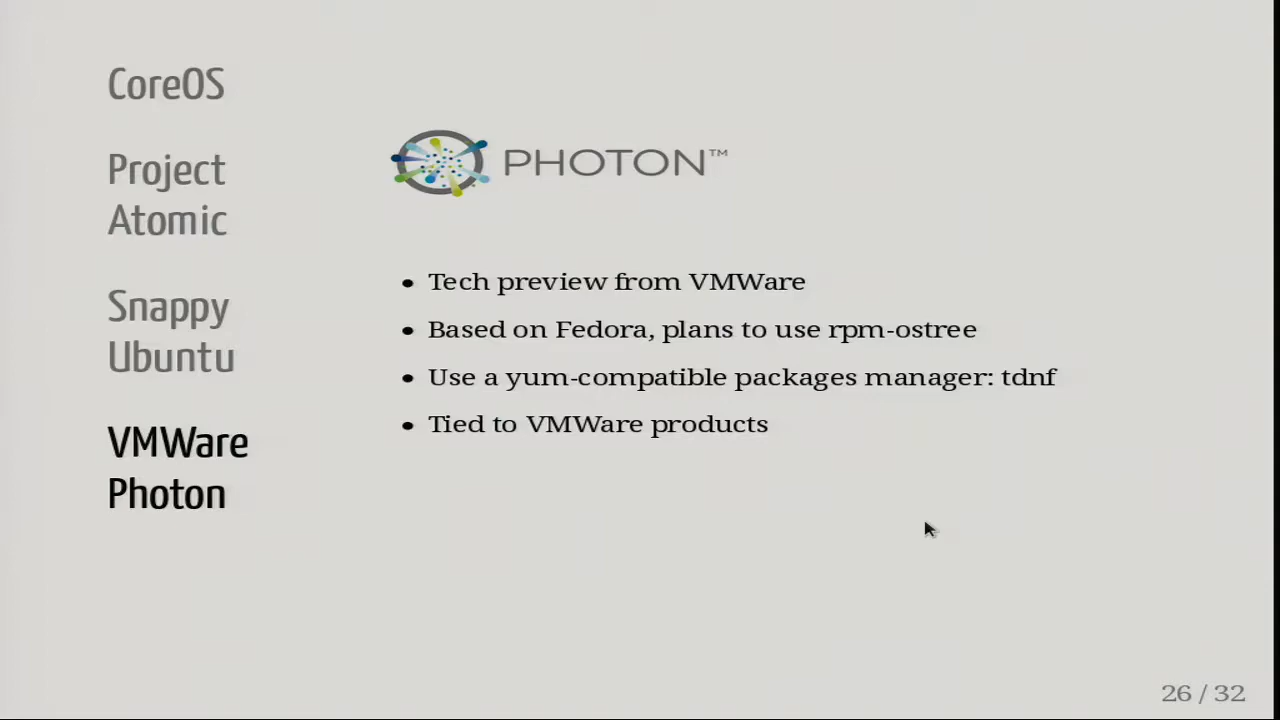 CoreOS
Project
Atomic
Snappy
Ubuntu
VMWare
Photon
PHOTON™
• Tech preview from VMWare
• Based on Fedora, plans to use rpm-ostree
• Use a yum-compatible packages manager: tdnf
• Tied to VMWare products
26 / 32